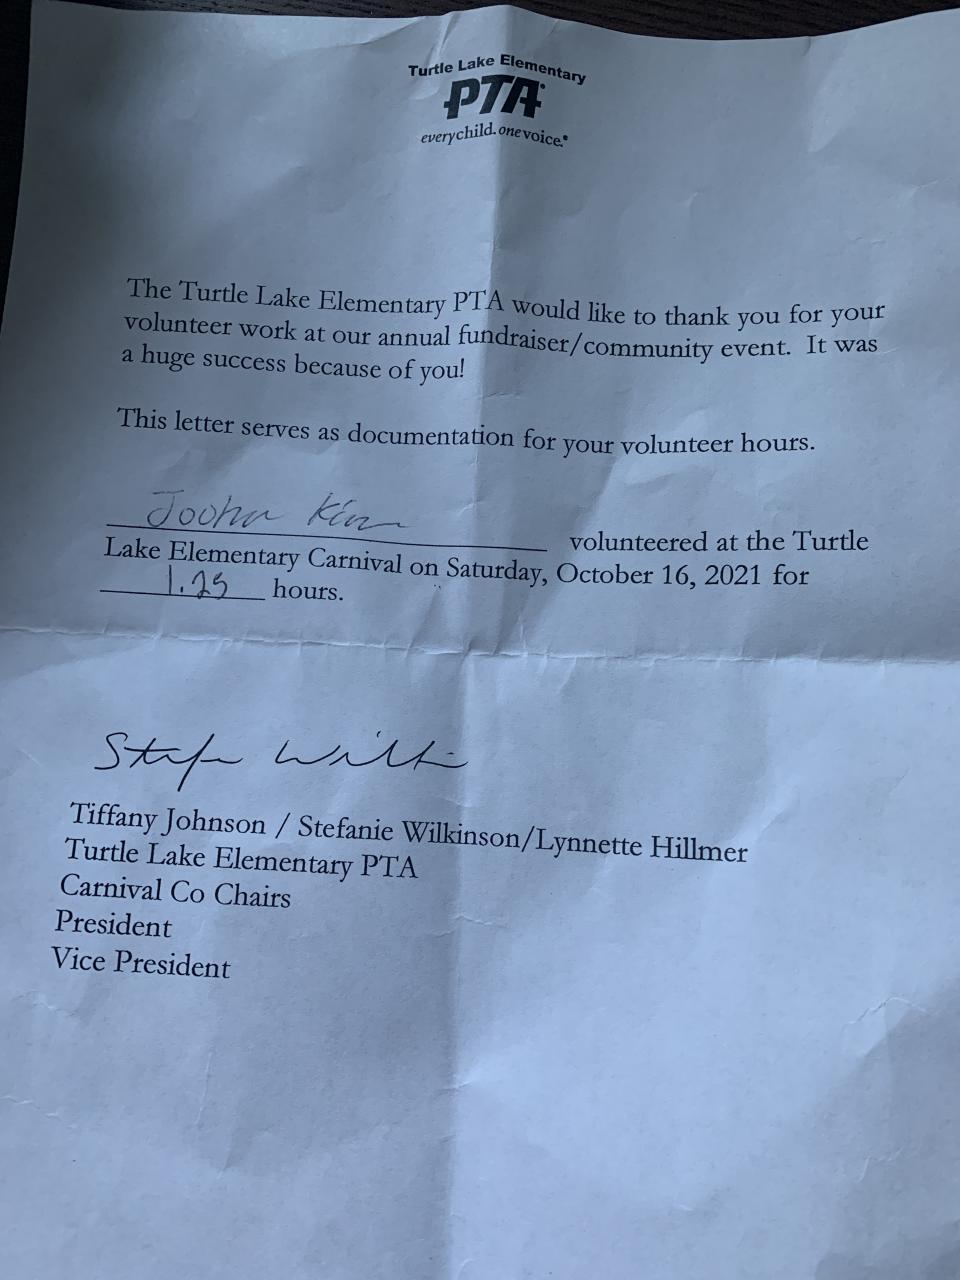 Turtle Lake Elementary
PTA
everychild.onevoice.®
The Turtle Lake Elementary PTA would like to thank you for your
volunteer work at our annual fundraiser/community event. It was
a huge success because of you!
This letter serves as documentation for your volunteer hours.
Kim volunteered at the Turtle
Lake Elementary Carnival on Saturday, October 16, 2021 for
1.25 hours.
Tiffany Johnson / Stefanie Wilkinson/Lynnette Hillmer
Turtle Lake Elementary PTA
Carnival Co Chairs
President
Vice President